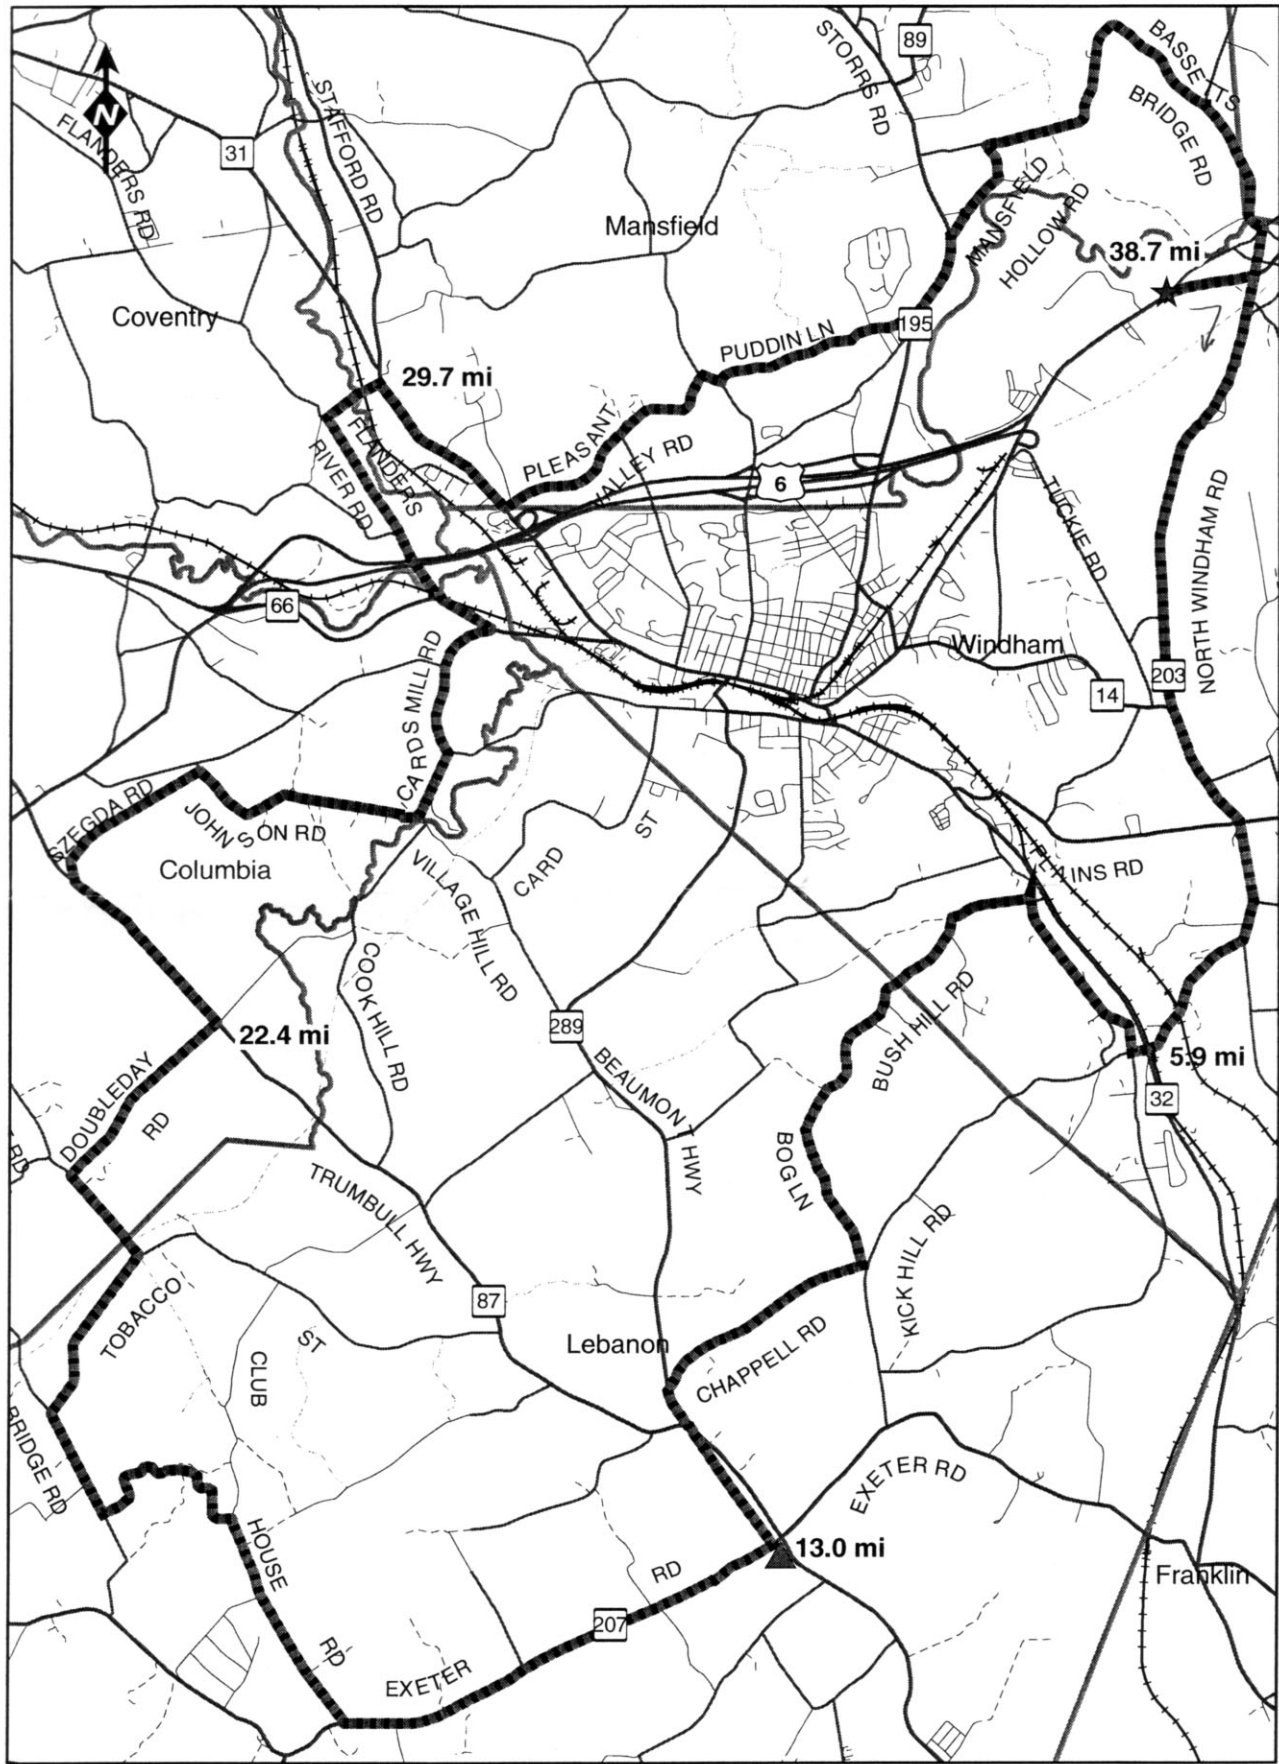 STORRS RD
89
BASSETTS
BRIDGE RD
N
FLANDERS RD
31
STAFFORD RD
Mansfield
MANSFIELD
HOLLOW RD
38.7 mi
Coventry
195
PUDDIN LN
29.7 mi
FLANDERS
RIVER RD
PLEASANT
VALLEY RD
6
TUCKIE RD
NORTH WINDHAM RD
66
Windham
203
14
CARDS MILL RD
SZEGDA RD
JOHNSON RD
Columbia
VILLAGE HILL RD
CARD
ST
PLAINS RD
COOK HILL RD
289
BUSH HILL RD
22.4 mi
5.9 mi
32
DOUBLEDAY
RD
BEAUMONT HWY
BOG LN
RD
TRUMBULL HWY
KICK HILL RD
87
TOBACCO
ST
Lebanon
CHAPPELL RD
CLUB
BRIDGE RD
EXETER RD
HOUSE
RD
13.0 mi
RD
Franklin
207
EXETER